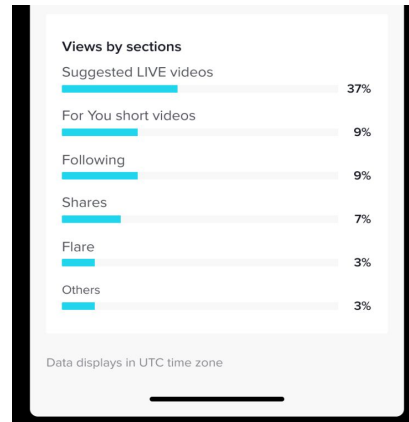 Views by sections
Suggested LIVE videos
37%
For You short videos
9%
Following
9%
Shares
7%
Flare
3%
Others
3%
Data displays in UTC time zone